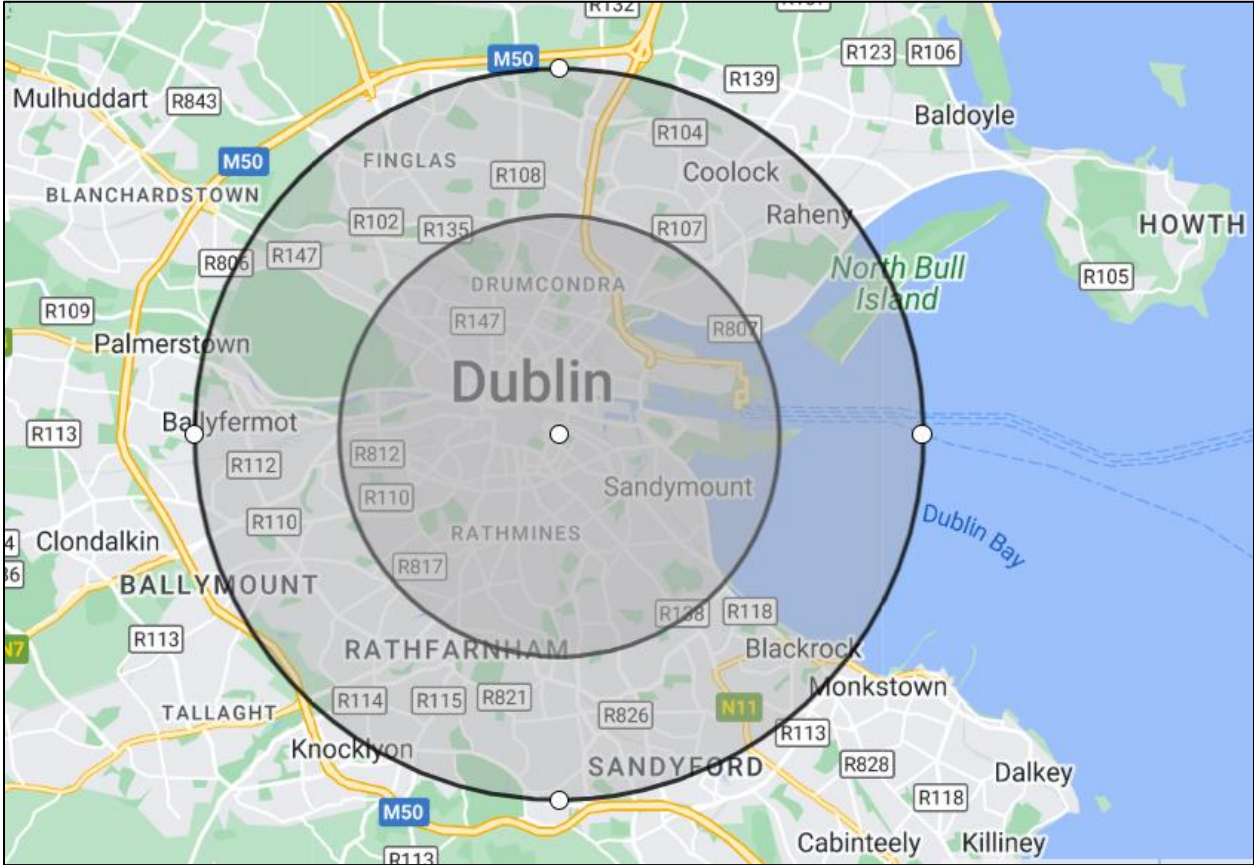 R132
M50
R123
R106
R139
Mulhuddart
R843
Baldoyle
R104
M50
FINGLAS
R108
Coolock
BLANCHARDSTOWN
R102
R135
R107
Raheny
HOWTH
R806
R147
North Bull
Island
R105
DRUMCONDRA
R109
R147
R807
Palmerstown
Dublin
Ballyfermot
R113
R812
R112
R110
Sandymount
R110
Dublin Bay
RATHMINES
4
Clondalkin
R817
36
BALLYMOUNT
R138
R118
R113
N7
RATHFARNHAM
Blackrock
Monkstown
R114
R115
R821
N11
TALLAGHT
R826
R113
Knocklyon
SANDYFORD
R828
Dalkey
R118
M50
Cabinteely
Killiney
R113